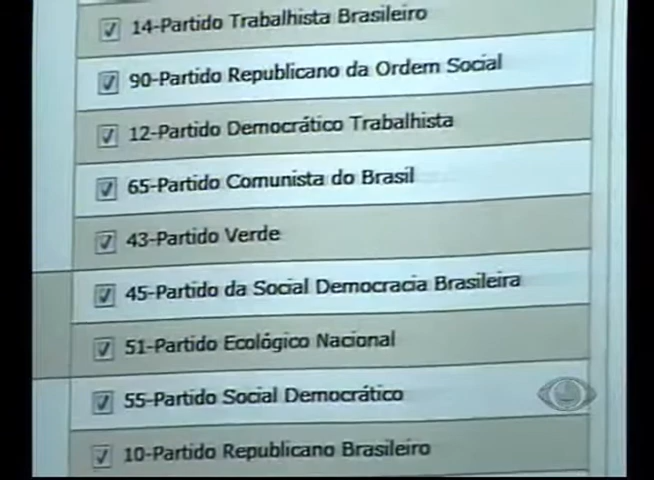 14-Partido Trabalhista Brasileiro
90-Partido Republicano da Ordem Social
12-Partido Democrático Trabalhista
65-Partido Comunista do Brasil
43-Partido Verde
45-Partido da Social Democracia Brasileira
51-Partido Ecológico Nacional
55-Partido Social Democrático
10-Partido Republicano Brasileiro